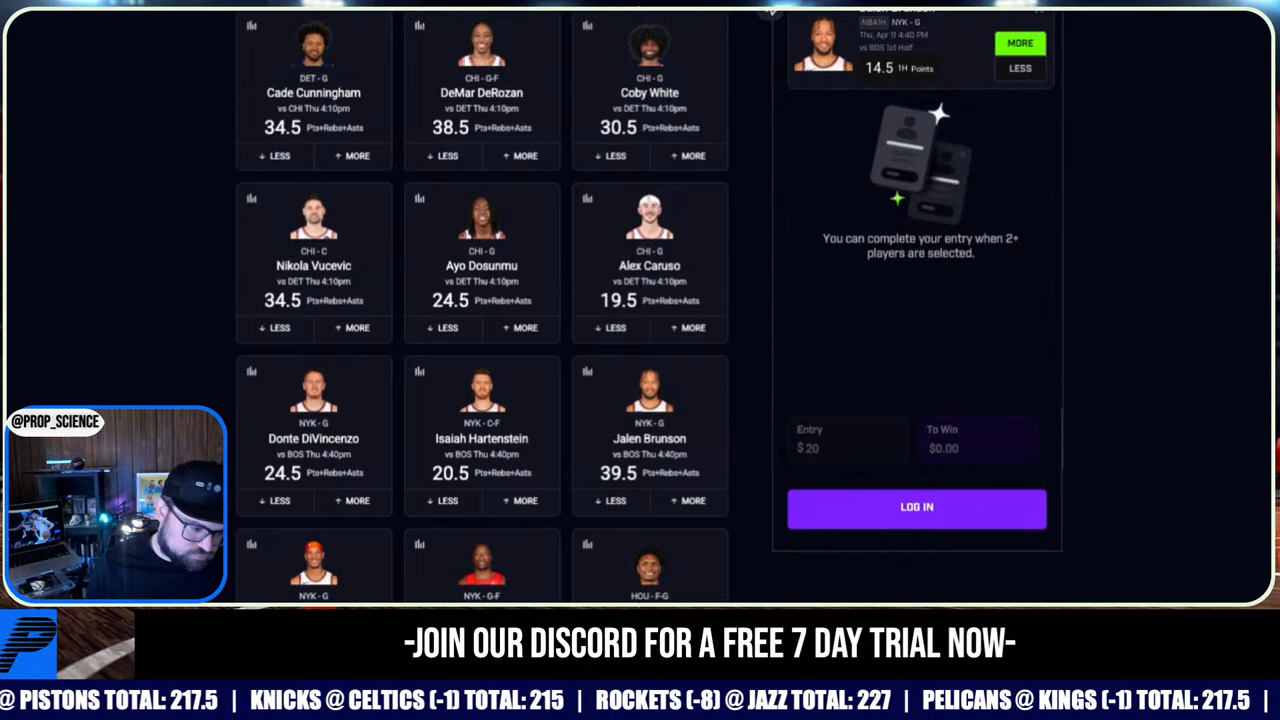 DET - G
Cade Cunningham
vs CHI Thu 4:10pm
34.5 Pts+Rebs+Asts
↓ LESS ↑ MORE
CHI - G-F
DeMar DeRozan
vs DET Thu 4:10pm
38.5 Pts+Rebs+Asts
↓ LESS ↑ MORE
CHI - G
Coby White
vs DET Thu 4:10pm
30.5 Pts+Rebs+Asts
↓ LESS ↑ MORE
CHI - C
Nikola Vucevic
vs DET Thu 4:10pm
34.5 Pts+Rebs+Asts
↓ LESS ↑ MORE
CHI - G
Ayo Dosunmu
vs DET Thu 4:10pm
24.5 Pts+Rebs+Asts
↓ LESS ↑ MORE
CHI - G
Alex Caruso
vs DET Thu 4:10pm
19.5 Pts+Rebs+Asts
↓ LESS ↑ MORE
NYK - G
Donte DiVincenzo
vs BOS Thu 4:40pm
24.5 Pts+Rebs+Asts
↓ LESS ↑ MORE
NYK - C-F
Isaiah Hartenstein
vs BOS Thu 4:40pm
20.5 Pts+Rebs+Asts
↓ LESS ↑ MORE
NYK - G
Jalen Brunson
vs BOS Thu 4:40pm
39.5 Pts+Rebs+Asts
↓ LESS ↑ MORE
NYK - G
NYK - G-F
HOU - F-G
NBA1H NYK - G
Thu, Apr 11 4:40 PM
vs BOS 1st Half
14.5 1H Points
MORE
LESS
You can complete your entry when 2+
players are selected.
Entry
$ 20
To Win
$0.00
LOG IN
@PROP_SCIENCE
-JOIN OUR DISCORD FOR A FREE 7 DAY TRIAL NOW-
@ PISTONS TOTAL: 217.5 | KNICKS @ CELTICS (-1) TOTAL: 215 | ROCKETS (-8) @ JAZZ TOTAL: 227 | PELICANS @ KINGS (-1) TOTAL: 217.5 |